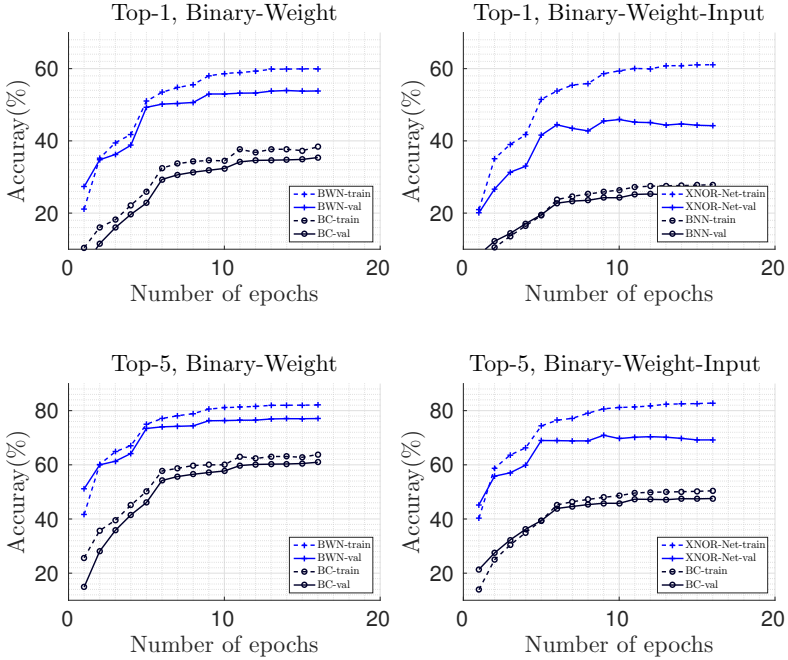 Top-1, Binary-Weight
Accuray(%)
60
40
20
0
10
20
Number of epochs
BWN-train
BWN-val
BC-train
BC-val
Top-1, Binary-Weight-Input
Accuray(%)
60
40
20
0
10
20
Number of epochs
XNOR-Net-train
XNOR-Net-val
BNN-train
BNN-val
Top-5, Binary-Weight
Accuray(%)
80
60
40
20
0
10
20
Number of epochs
BWN-train
BWN-val
BC-train
BC-val
Top-5, Binary-Weight-Input
Accuray(%)
80
60
40
20
0
10
20
Number of epochs
XNOR-Net-train
XNOR-Net-val
BC-train
BC-val